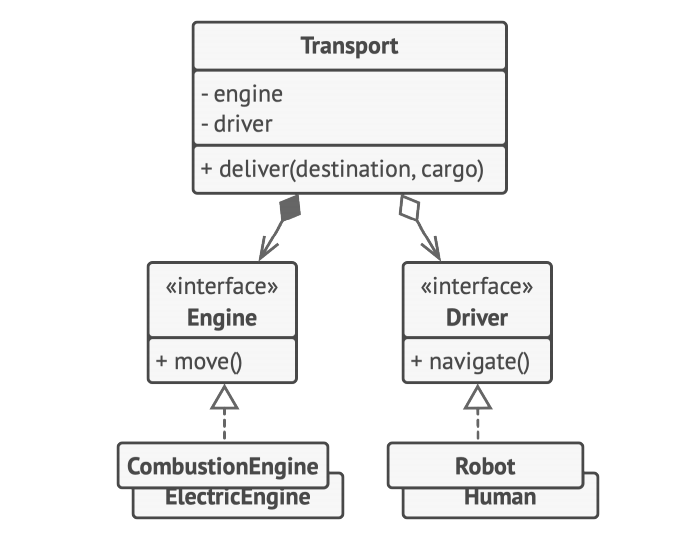 Transport
- engine
- driver
+ deliver(destination, cargo)
«interface»
Engine
+ move()
«interface»
Driver
+ navigate()
CombustionEngine
ElectricEngine
Robot
Human